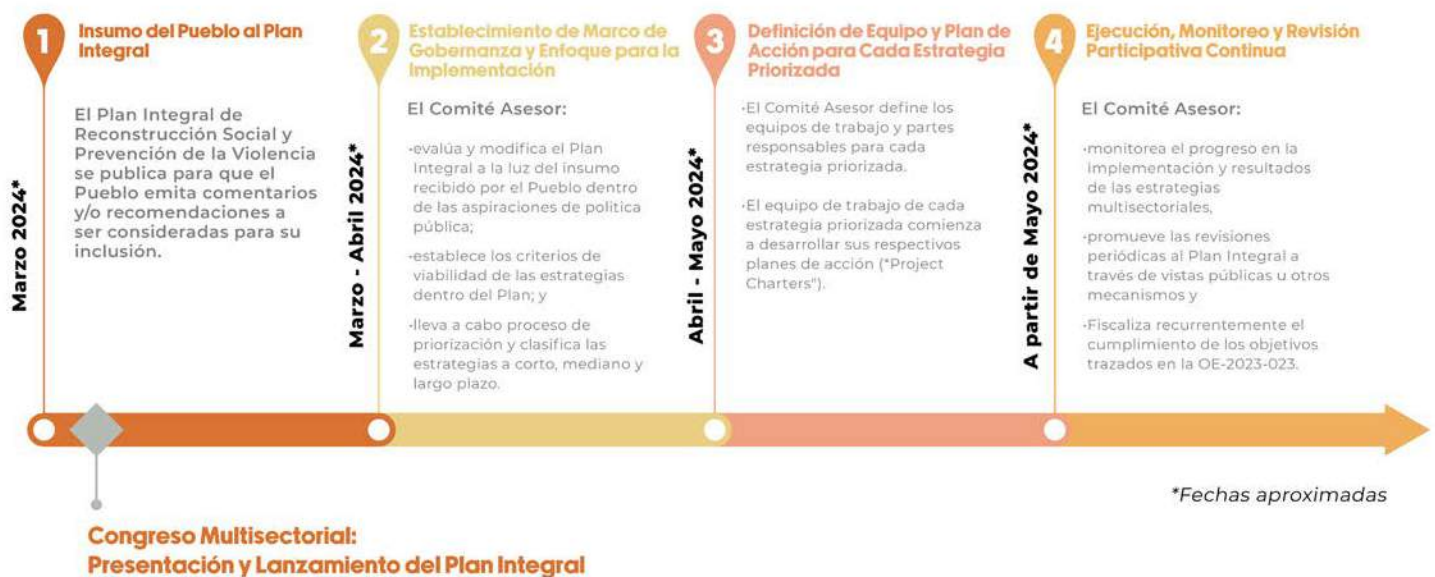 1
Insumo del Pueblo al Plan
Integral
Marzo 2024*
El Plan Integral de
Reconstrucción Social y
Prevención de la Violencia
se publica para que el
Pueblo emita comentarios
y/o recomendaciones a
ser consideradas para su
inclusión.
2
Establecimiento de Marco de
Gobernanza y Enfoque para la
Implementación
Marzo - Abril 2024*
El Comité Asesor:
•evalúa y modifica el Plan
Integral a la luz del insumo
recibido por el Pueblo dentro
de las aspiraciones de política
pública;
•establece los criterios de
viabilidad de las estrategias
dentro del Plan; y
•lleva a cabo proceso de
priorización y clasifica las
estrategias a corto, mediano y
largo plazo.
3
Definición de Equipo y Plan de
Acción para Cada Estrategia
Priorizada
Abril - Mayo 2024*
•El Comité Asesor define los
equipos de trabajo y partes
responsables para cada
estrategia priorizada.
•El equipo de trabajo de cada
estrategia priorizada comienza
a desarrollar sus respectivos
planes de acción ("Project
Charters").
4
Ejecución, Monitoreo y Revisión
Participativa Continua
A partir de Mayo 2024*
El Comité Asesor:
•monitorea el progreso en la
implementación y resultados
de las estrategias
multisectoriales,
•promueve las revisiones
periódicas al Plan Integral a
través de vistas públicas u otros
mecanismos y
•Fiscaliza recurrentemente el
cumplimiento de los objetivos
trazados en la OE-2023-023.
*Fechas aproximadas
Congreso Multisectorial:
Presentación y Lanzamiento del Plan Integral